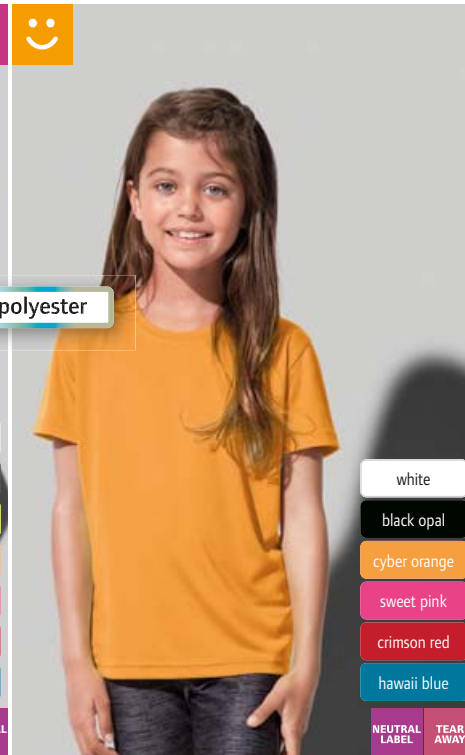 polyester
white
black opal
cyber orange
sweet pink
crimson red
hawaii blue
L
NEUTRAL
LABEL
TEAR
AWAY